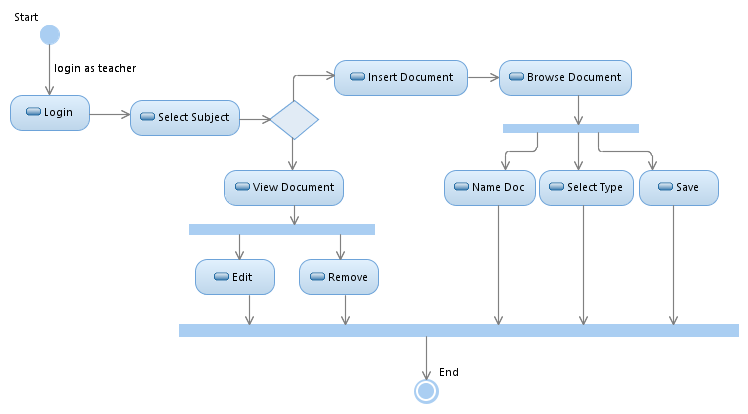 Start
login as teacher
Login
Select Subject
Insert Document
Browse Document
View Document
Name Doc
Select Type
Save
Edit
Remove
End